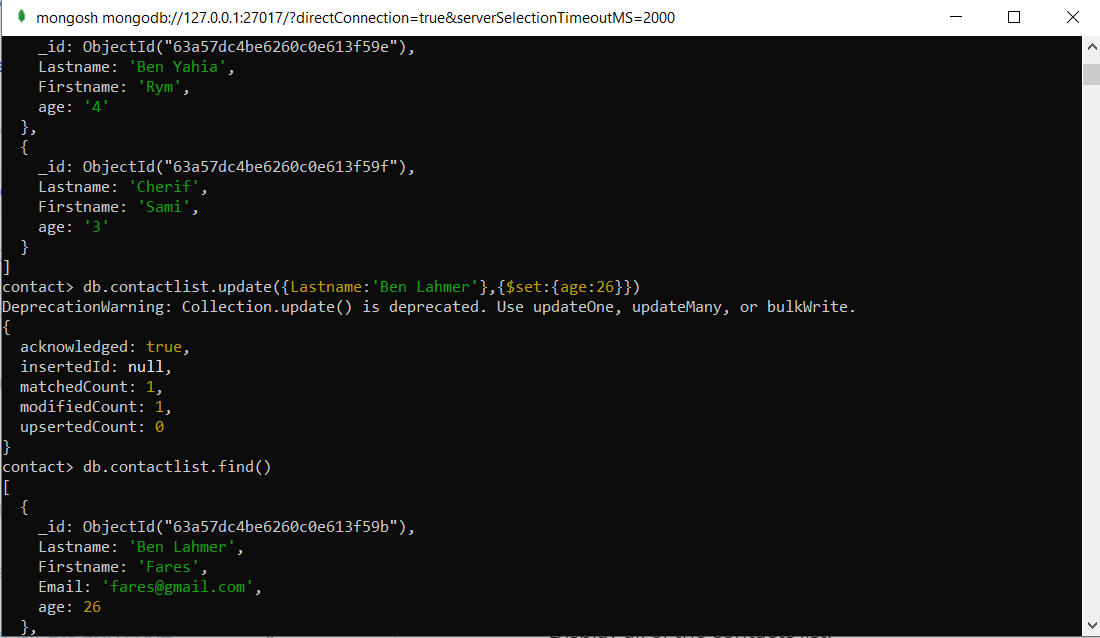 mongosh mongodb://127.0.0.1:27017/?directConnection=true&serverSelectionTimeoutMS=2000
_id: ObjectId("63a57dc4be6260c0e613f59e"),
Lastname: 'Ben Yahia',
Firstname: 'Rym',
age: '4'
},
{
_id: ObjectId("63a57dc4be6260c0e613f59f"),
Lastname: 'Cherif',
Firstname: 'Sami',
age: '3'
}
]
contact> db.contactlist.update({Lastname:'Ben Lahmer'},{$set:{age:26}})
DeprecationWarning: Collection.update() is deprecated. Use updateOne, updateMany, or bulkWrite.
{
acknowledged: true,
insertedId: null,
matchedCount: 1,
modifiedCount: 1,
upsertedCount: 0
}
contact> db.contactlist.find()
[
{
_id: ObjectId("63a57dc4be6260c0e613f59b"),
Lastname: 'Ben Lahmer',
Firstname: 'Fares',
Email: 'fares@gmail.com',
age: 26
},